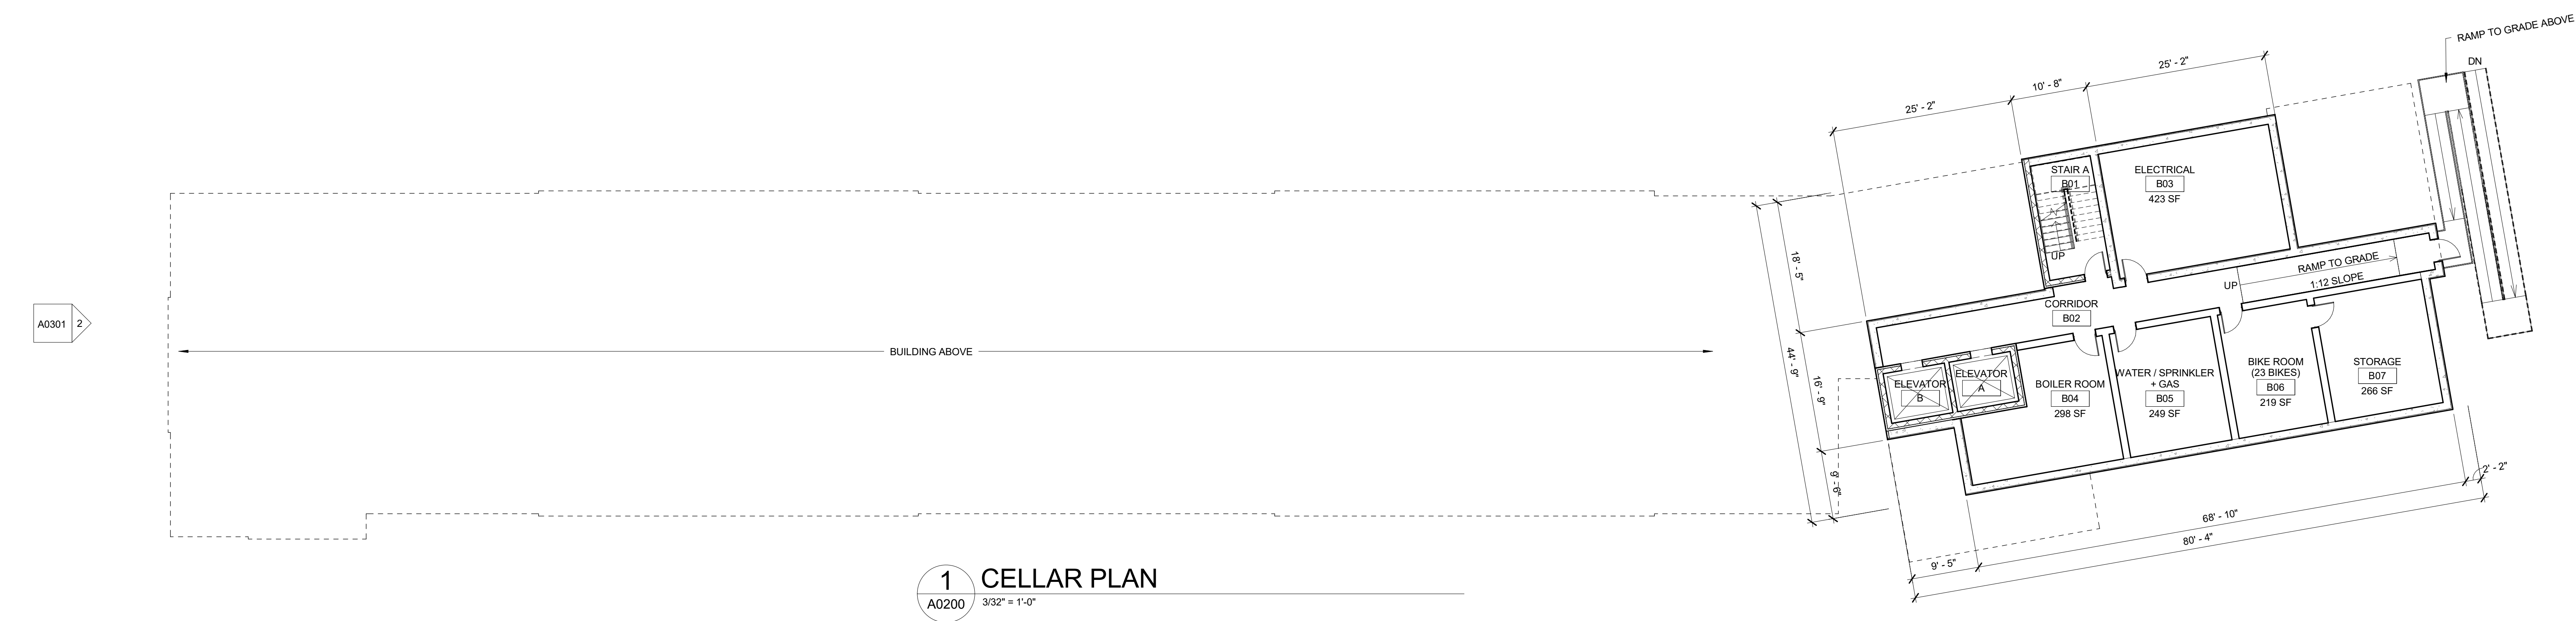 RAMP TO GRADE ABOVE
DN
25' - 2"
10' - 8"
25' - 2"
STAIR A
B01
UP
ELECTRICAL
B03
423 SF
18' - 5"
44' - 9"
16' - 9"
9' - 6"
RAMP TO GRADE
1:12 SLOPE
UP
CORRIDOR
B02
A0301
2
BUILDING ABOVE
ELEVATOR
B
ELEVATOR
A
BOILER ROOM
B04
298 SF
WATER / SPRINKLER
+ GAS
B05
249 SF
BIKE ROOM
(23 BIKES)
B06
219 SF
STORAGE
B07
266 SF
2' - 2"
68' - 10"
80' - 4"
9' - 5"
1
A0200
CELLAR PLAN
3/32" = 1'-0"